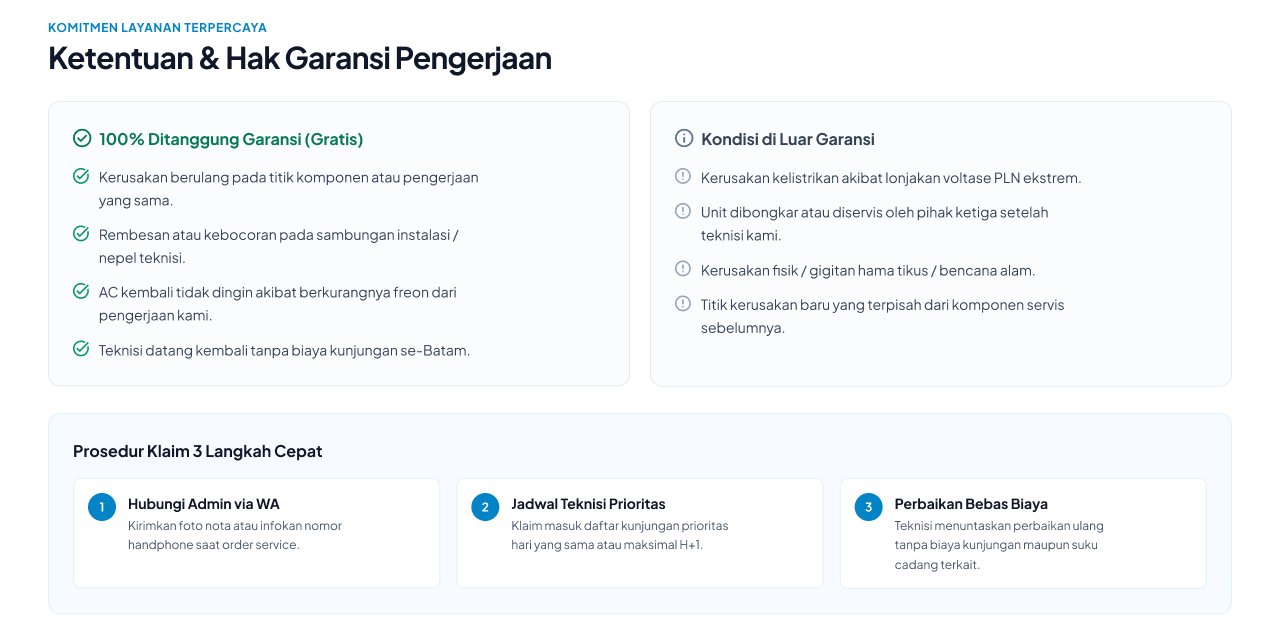 KOMITMEN LAYANAN TERPERCAYA
Ketentuan & Hak Garansi Pengerjaan
100% Ditanggung Garansi (Gratis)
Kerusakan berulang pada titik komponen atau pengerjaan
yang sama.
Rembesan atau kebocoran pada sambungan instalasi /
nepel teknisi.
AC kembali tidak dingin akibat berkurangnya freon dari
pengerjaan kami.
Teknisi datang kembali tanpa biaya kunjungan se-Batam.
Kondisi di Luar Garansi
Kerusakan kelistrikan akibat lonjakan voltase PLN ekstrem.
Unit dibongkar atau diservis oleh pihak ketiga setelah
teknisi kami.
Kerusakan fisik / gigitan hama tikus / bencana alam.
Titik kerusakan baru yang terpisah dari komponen servis
sebelumnya.
Prosedur Klaim 3 Langkah Cepat
1
Hubungi Admin via WA
Kirimkan foto nota atau infokan nomor
handphone saat order service.
2
Jadwal Teknisi Prioritas
Klaim masuk daftar kunjungan prioritas
hari yang sama atau maksimal H+1.
3
Perbaikan Bebas Biaya
Teknisi menuntaskan perbaikan ulang
tanpa biaya kunjungan maupun suku
cadang terkait.